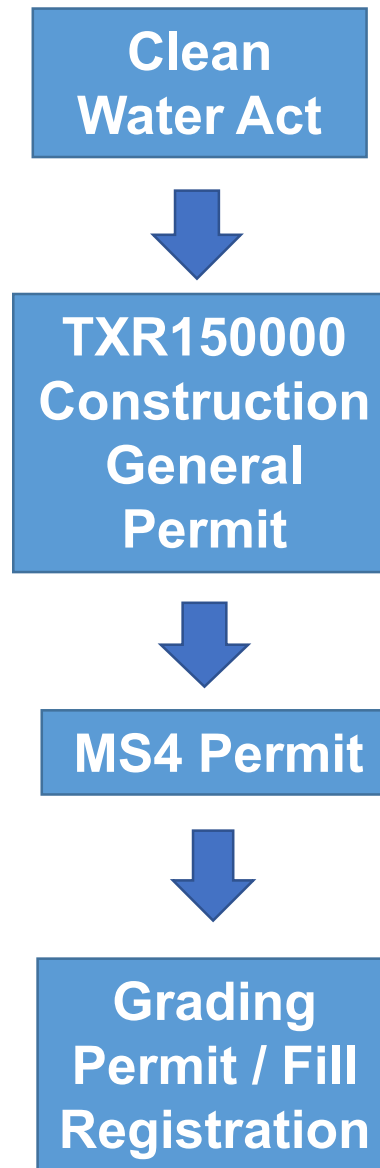 Clean
Water Act
TXR150000
Construction
General
Permit
MS4 Permit
Grading
Permit / Fill
Registration